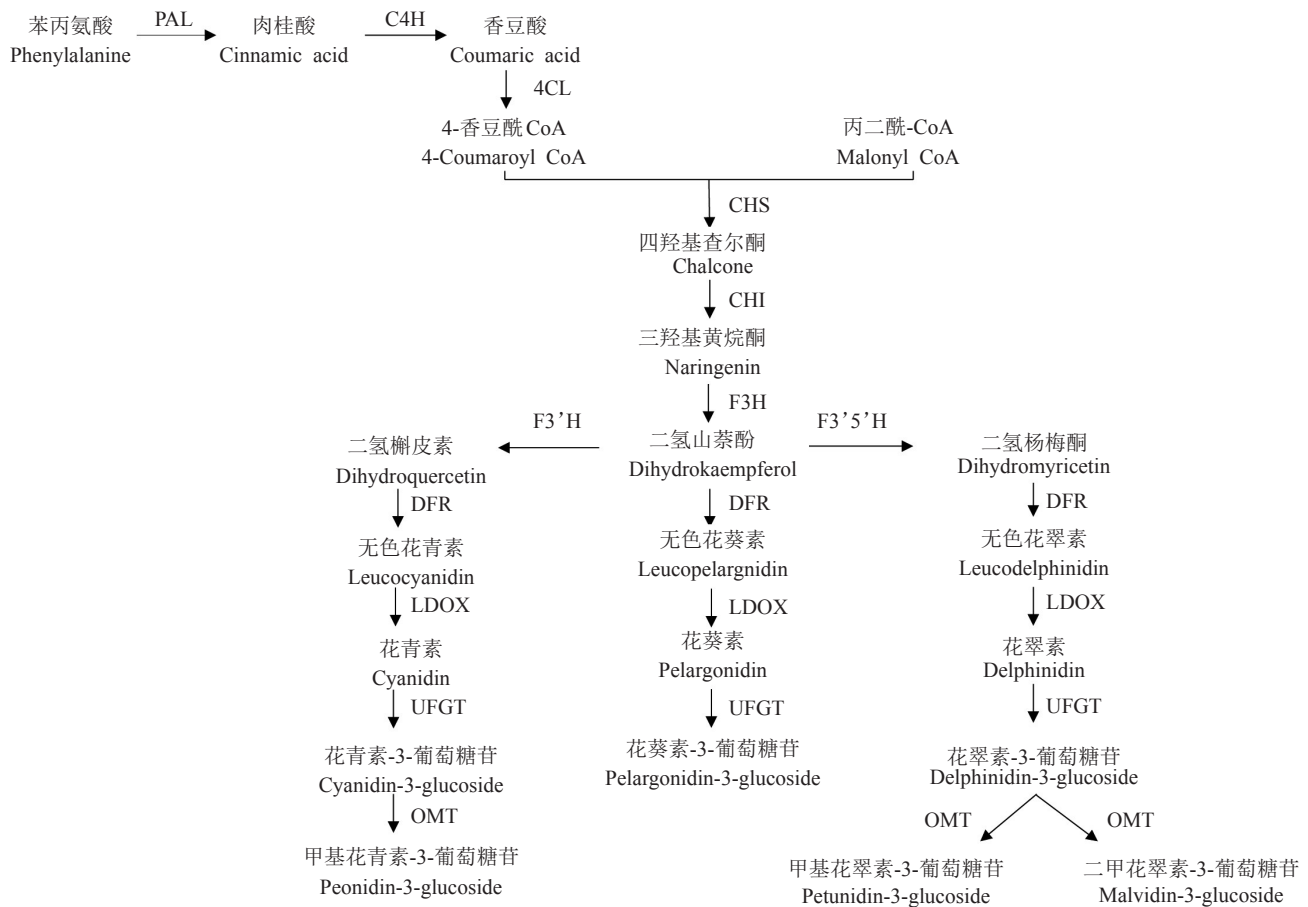 苯丙氨酸
Phenylalanine
PAL
肉桂酸
Cinnamic acid
C4H
香豆酸
Coumaric acid
4CL
4-香豆酰CoA
4-Coumaroyl CoA
丙二酰-CoA
Malonyl CoA
CHS
四羟基查尔酮
Chalcone
CHI
三羟基黄烷酮
Naringenin
F3H
F3’H
F3’5’H
二氢槲皮素
Dihydroquercetin
二氢山萘酚
Dihydrokaempferol
二氢杨梅酮
Dihydromyricetin
DFR
DFR
DFR
无色花青素
Leucocyanidin
无色花葵素
Leucopelargnidin
无色花翠素
Leucodelphinidin
LDOX
LDOX
LDOX
花青素
Cyanidin
花葵素
Pelargonidin
花翠素
Delphinidin
UFGT
UFGT
UFGT
花青素-3-葡萄糖苷
Cyanidin-3-glucoside
花葵素-3-葡萄糖苷
Pelargonidin-3-glucoside
花翠素-3-葡萄糖苷
Delphinidin-3-glucoside
OMT
OMT
OMT
甲基花青素-3-葡萄糖苷
Peonidin-3-glucoside
甲基花翠素-3-葡萄糖苷
Petunidin-3-glucoside
二甲花翠素-3-葡萄糖苷
Malvidin-3-glucoside